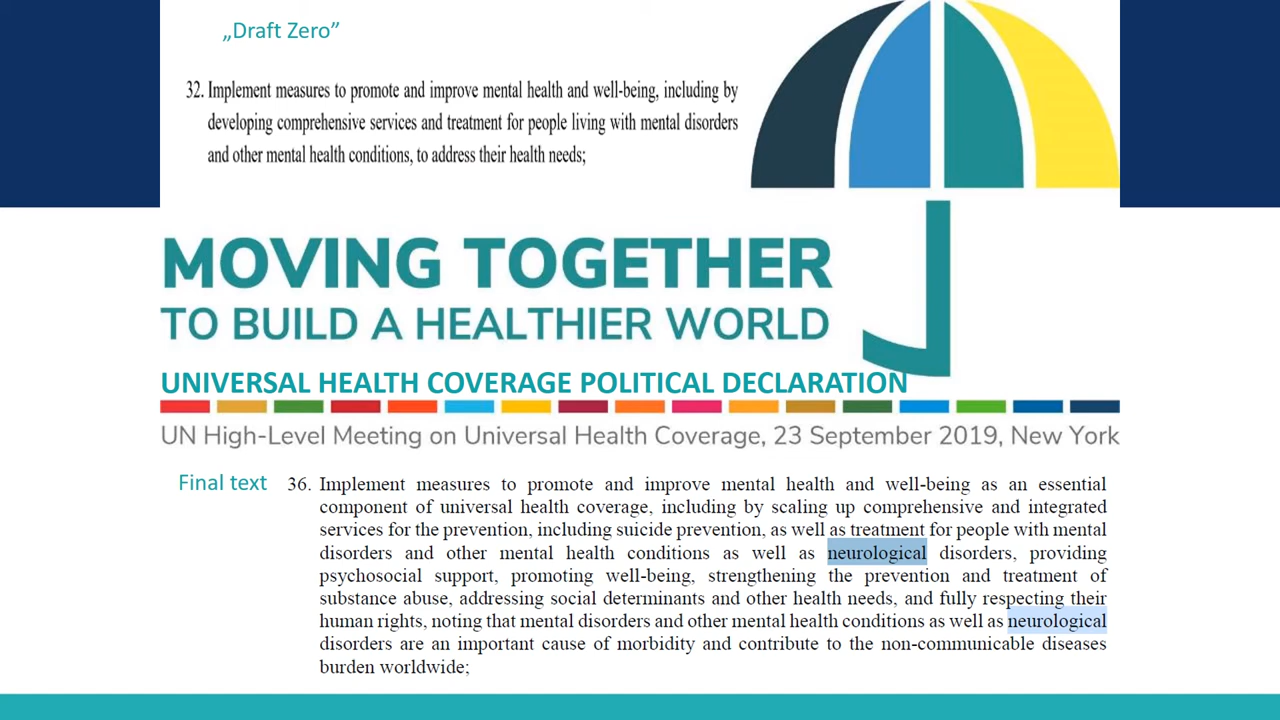 „Draft Zero”
32. Implement measures to promote and improve mental health and well-being, including by
developing comprehensive services and treatment for people living with mental disorders
and other mental health conditions, to address their health needs;
MOVING TOGETHER
TO BUILD A HEALTHIER WORLD
UNIVERSAL HEALTH COVERAGE POLITICAL DECLARATION
UN High-Level Meeting on Universal Health Coverage, 23 September 2019, New York
Final text
36. Implement measures to promote and improve mental health and well-being as an essential
component of universal health coverage, including by scaling up comprehensive and integrated
services for the prevention, including suicide prevention, as well as treatment for people with mental
disorders and other mental health conditions as well as neurological disorders, providing
psychosocial support, promoting well-being, strengthening the prevention and treatment of
substance abuse, addressing social determinants and other health needs, and fully respecting their
human rights, noting that mental disorders and other mental health conditions as well as neurological
disorders are an important cause of morbidity and contribute to the non-communicable diseases
burden worldwide;